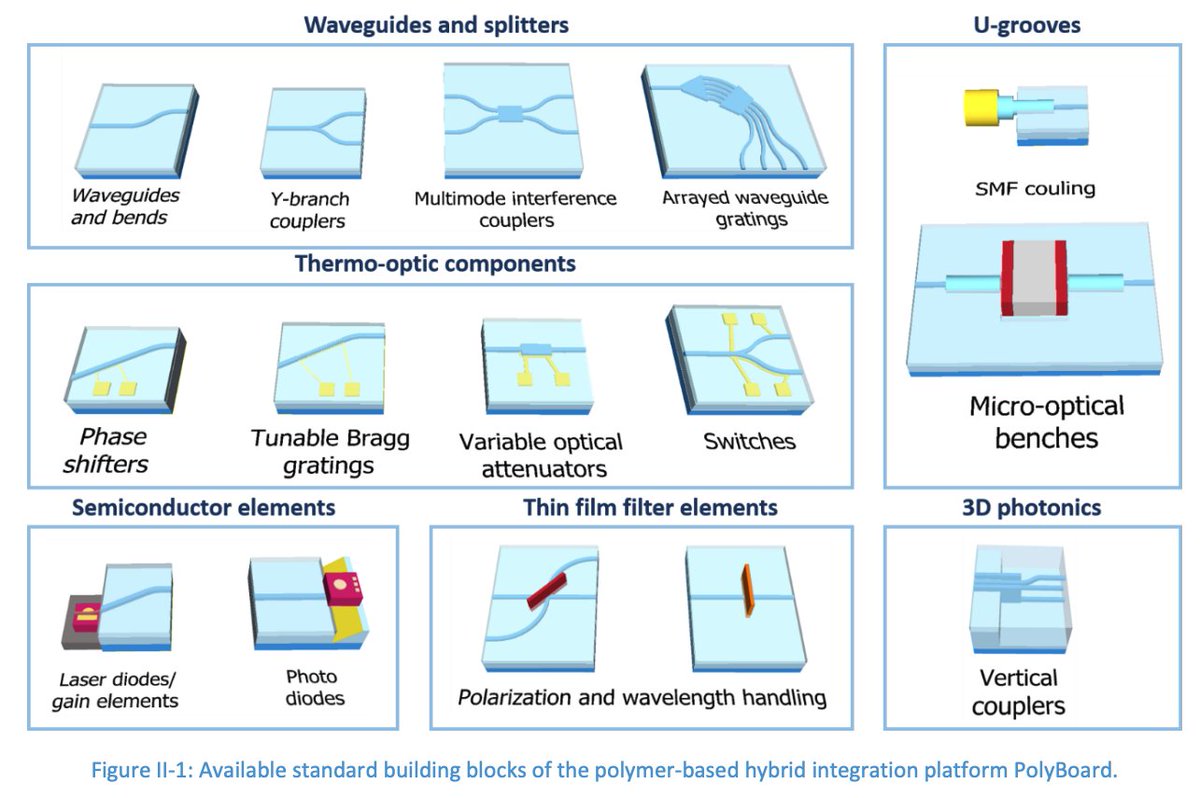 Waveguides and splitters
Waveguides
and bends
Y-branch
couplers
Multimode interference
couplers
Arrayed waveguide
gratings
U-grooves
SMF couling
Micro-optical
benches
Thermo-optic components
Phase
shifters
Tunable Bragg
gratings
Variable optical
attenuators
Switches
Semiconductor elements
Laser diodes/
gain elements
Photo
diodes
Thin film filter elements
Polarization and wavelength handling
3D photonics
Vertical
couplers
Figure II-1: Available standard building blocks of the polymer-based hybrid integration platform PolyBoard.